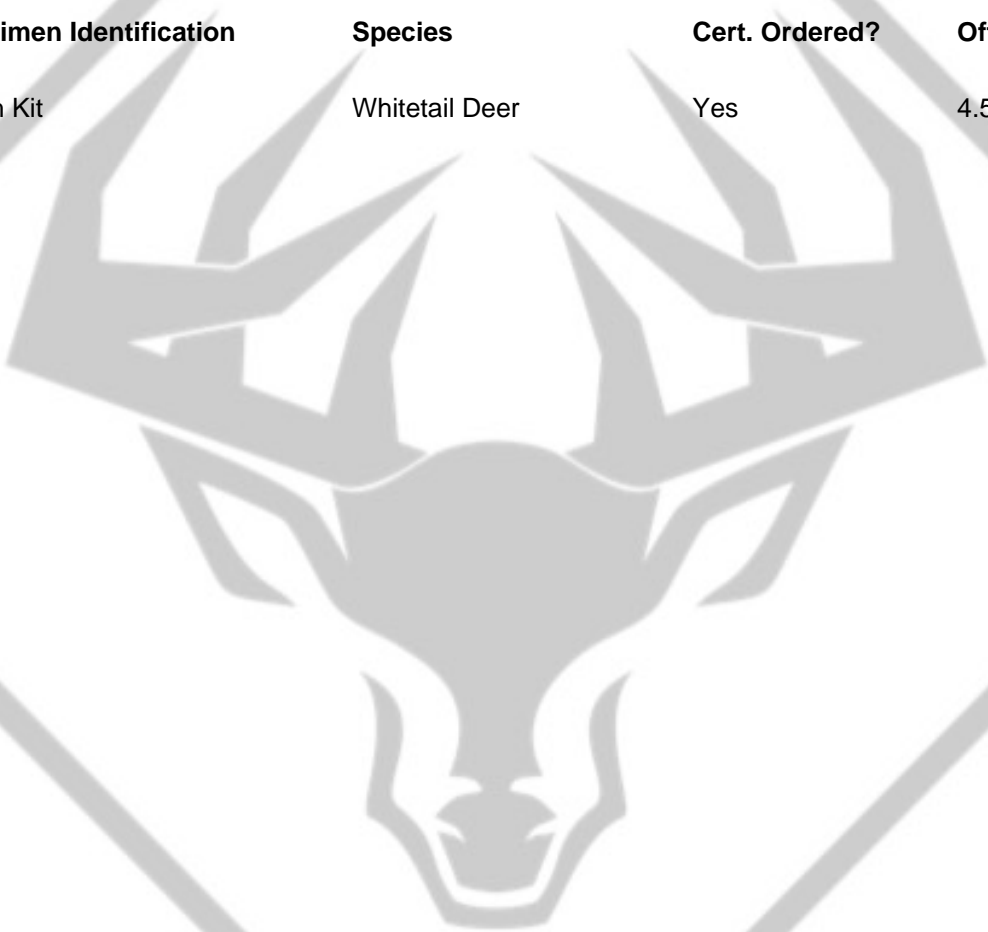 imen Identification Species Cert. Ordered? Of
Kit Whitetail Deer Yes 4.5